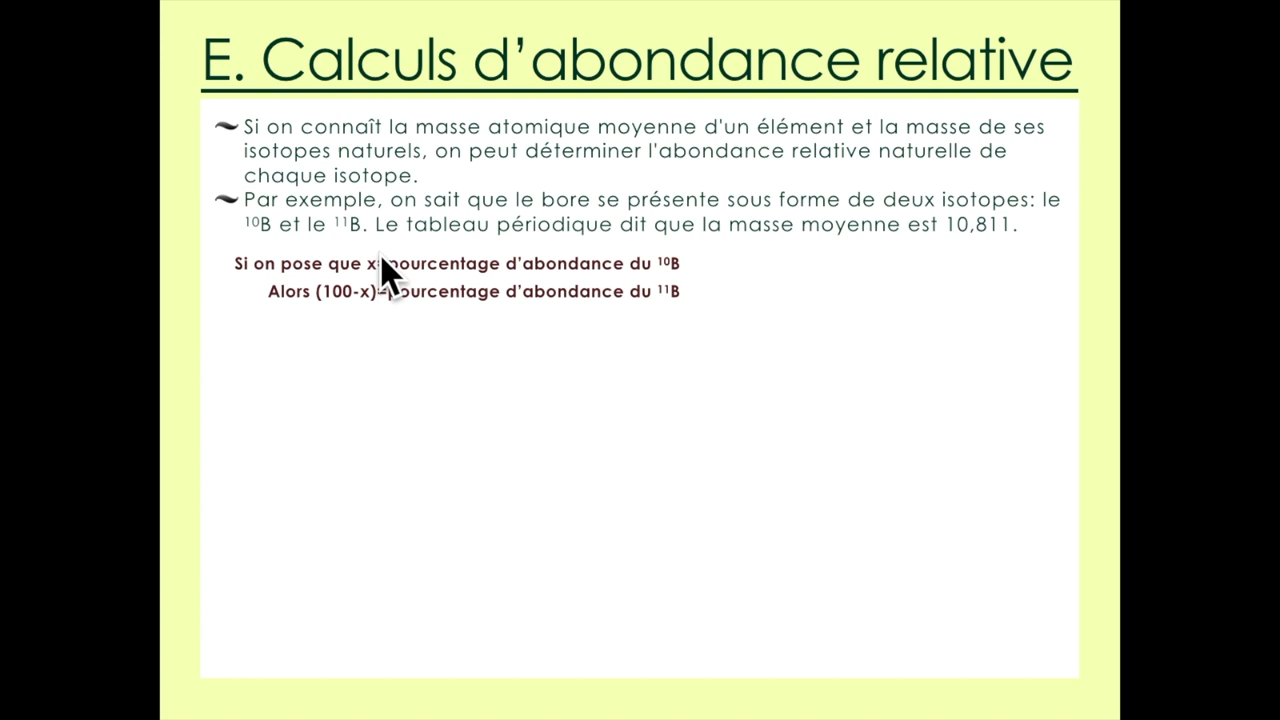 E. Calculs d’abondance relative
Si on connaît la masse atomique moyenne d'un élément et la masse de ses
isotopes naturels, on peut déterminer l'abondance relative naturelle de
chaque isotope.
Par exemple, on sait que le bore se présente sous forme de deux isotopes: le
¹⁰B et le ¹¹B. Le tableau périodique dit que la masse moyenne est 10,811.
Si on pose que x=pourcentage d’abondance du ¹⁰B
Alors (100-x)=pourcentage d’abondance du ¹¹B